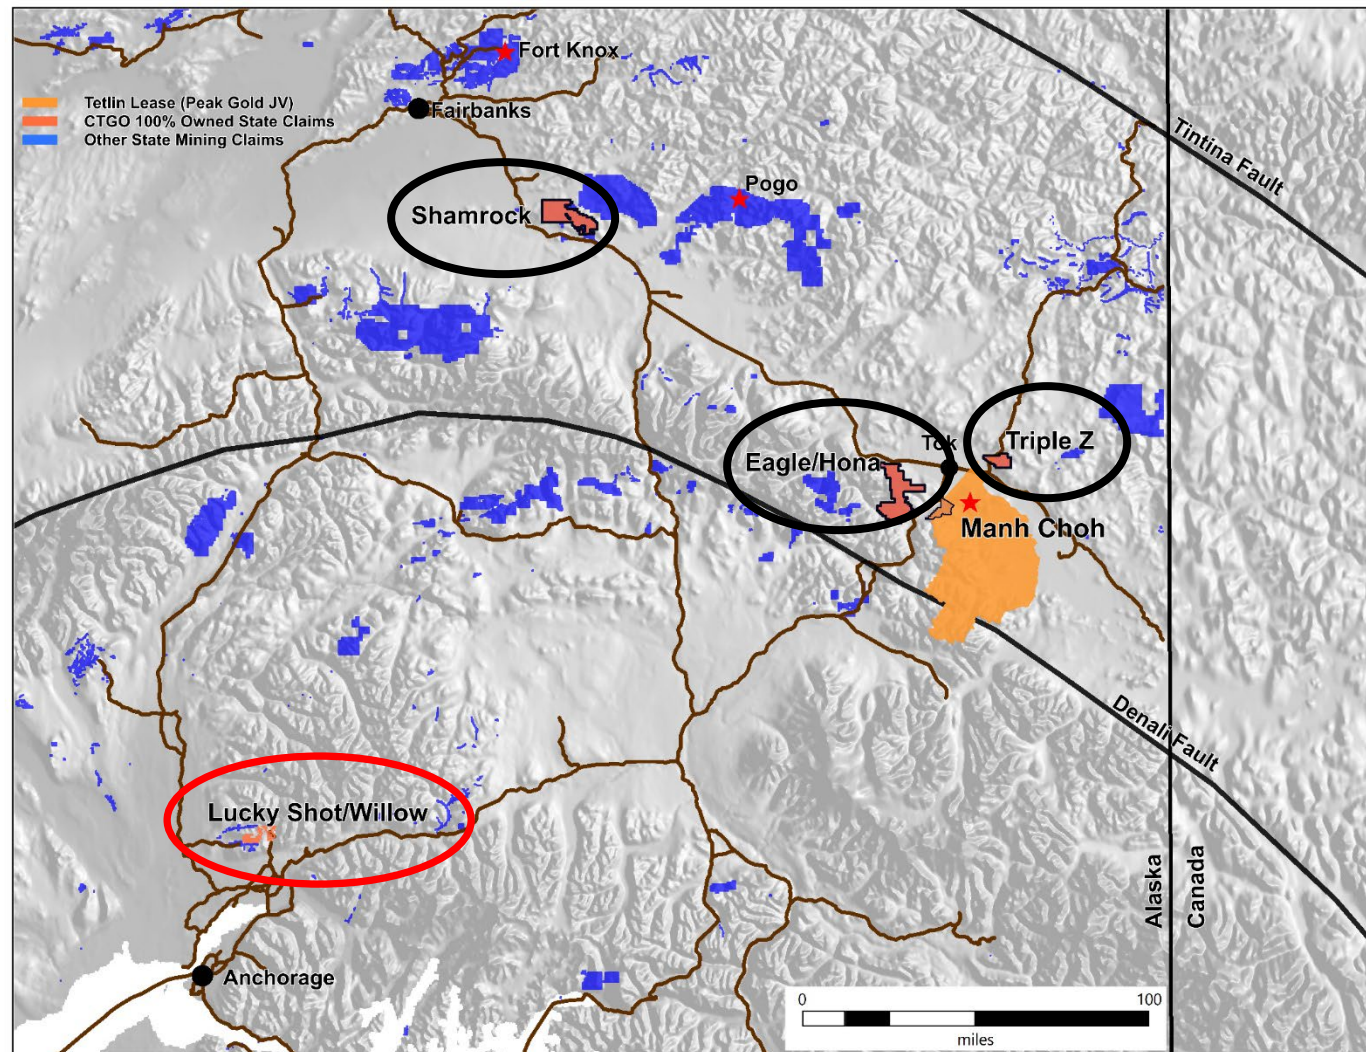 Fort Knox
Tetlin Lease (Peak Gold JV)
CTGO 100% Owned State Claims
Other State Mining Claims
Fairbanks
Tintina Fault
Pogo
Shamrock
Tok
Triple Z
Eagle/Hona
Manh Choh
Denali Fault
Lucky Shot/Willow
Alaska
Canada
Anchorage
0 100
miles